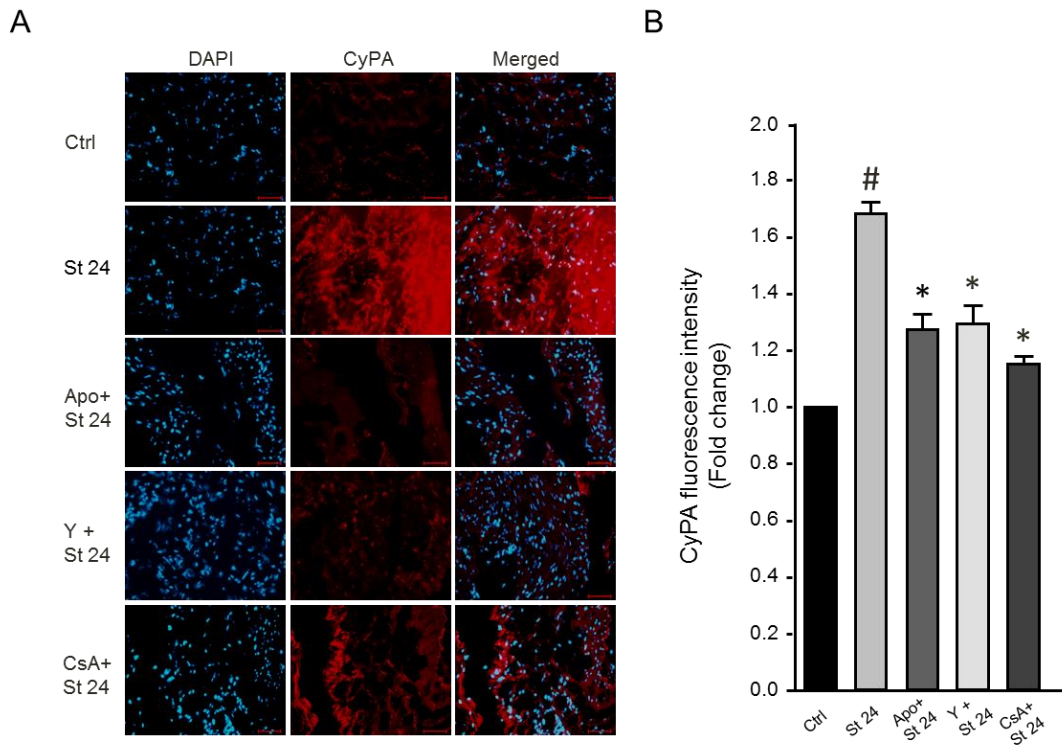 A
DAPI CyPA Merged
Ctrl
St 24
Apo+
St 24
Y +
St 24
CsA+
St 24
B
CyPA fluorescence intensity
(Fold change)
2.0
1.8
1.6
1.4
1.2
1.0
0.8
0.6
0.4
0.2
0.0
#
*
*
*
Ctrl
St 24
Apo+
St 24
Y +
St 24
CsA+
St 24